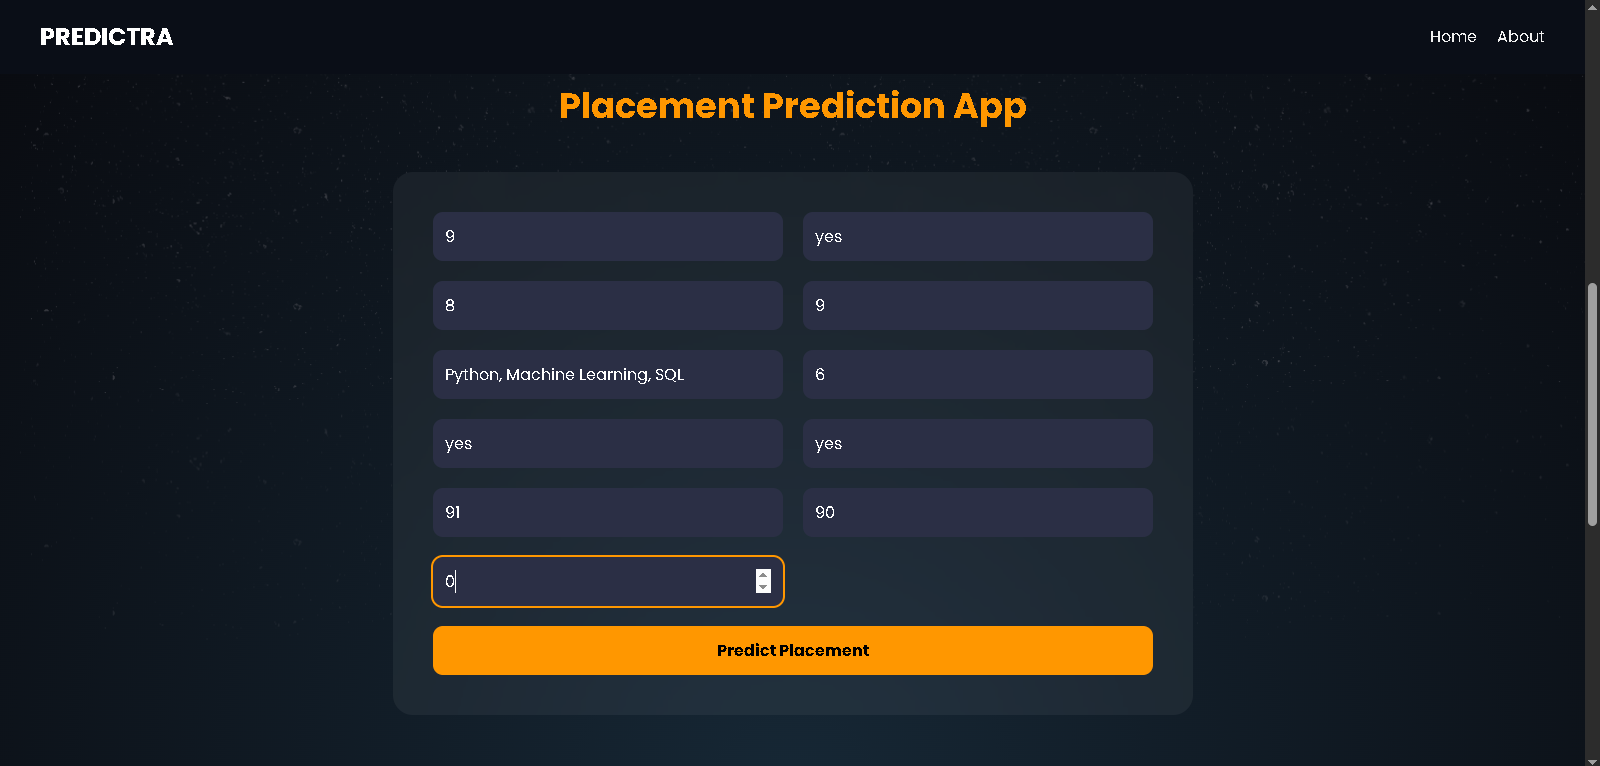 PREDICTRA
Home About
Placement Prediction App
9
yes
8
9
Python, Machine Learning, SQL
6
yes
yes
91
90
0
Predict Placement